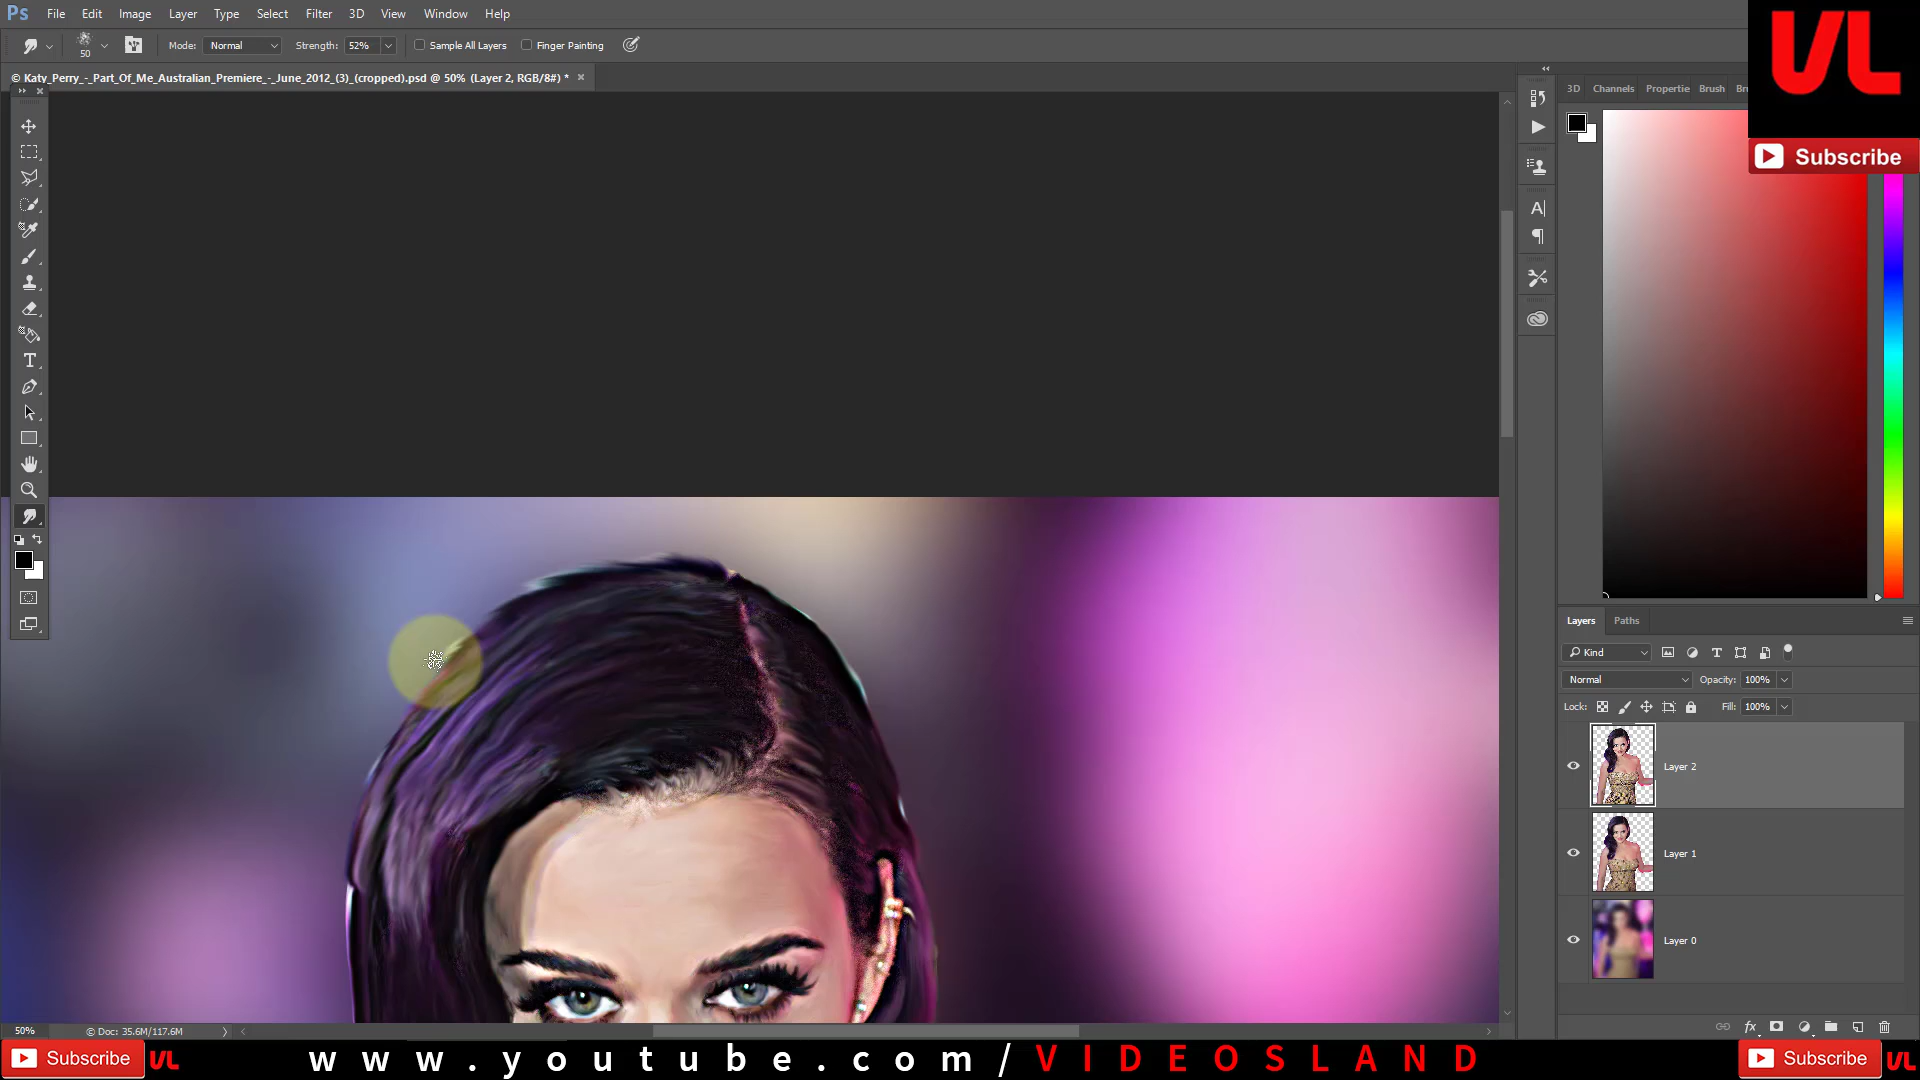 Ps File Edit Image Layer Type Select Filter 3D View Window Help
50 Mode: Normal Strength: 52% Sample All Layers Finger Painting
© Katy_Perry_-_Part_Of_Me_Australian_Premiere_-_June_2012_(3)_(cropped).psd @ 50% (Layer 2, RGB/8#) * ×
3D Channels Propertie Brush Bru
VL
Subscribe
Layers Paths
Kind
Normal Opacity: 100%
Lock: Fill: 100%
Layer 2
Layer 1
Layer 0
50% © Doc: 35.6M/117.6M
Subscribe VL www.youtube.com/VIDEOSLAND Subscribe VL